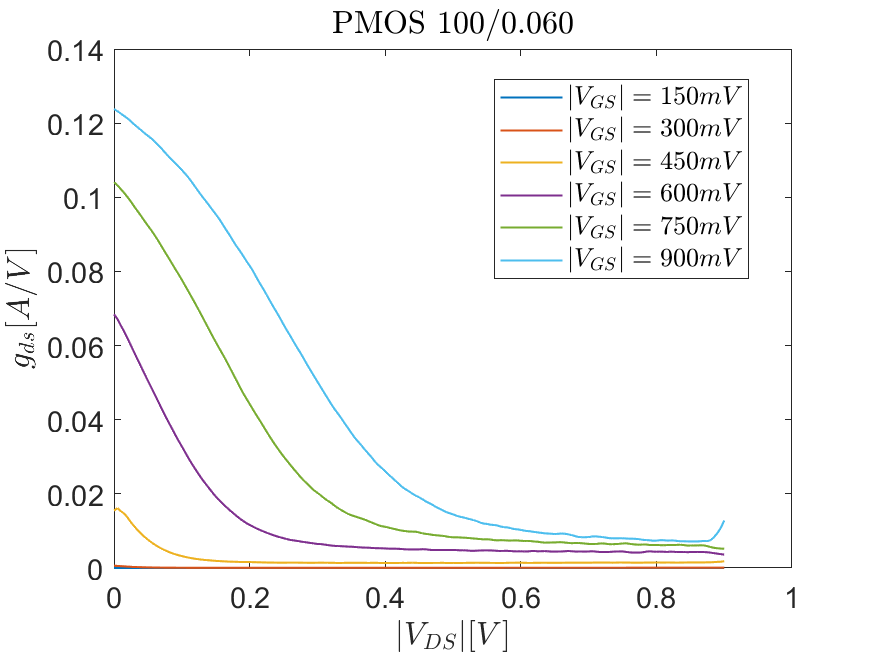 PMOS 100/0.060
0.14
0.12
0.1
0.08
0.06
0.04
0.02
0
g_{ds}[A/V]
|V_{GS}| = 150mV
|V_{GS}| = 300mV
|V_{GS}| = 450mV
|V_{GS}| = 600mV
|V_{GS}| = 750mV
|V_{GS}| = 900mV
0 0.2 0.4 0.6 0.8 1
|V_{DS}|[V]